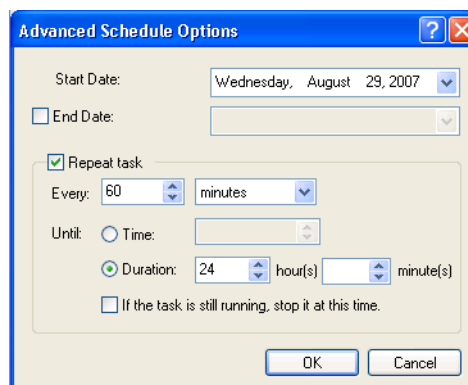 Advanced Schedule Options
Start Date: Wednesday, August 29, 2007
End Date:
Repeat task
Every: 60 minutes
Until: Time:
Duration: 24 hour(s) minute(s)
If the task is still running, stop it at this time.
OK Cancel